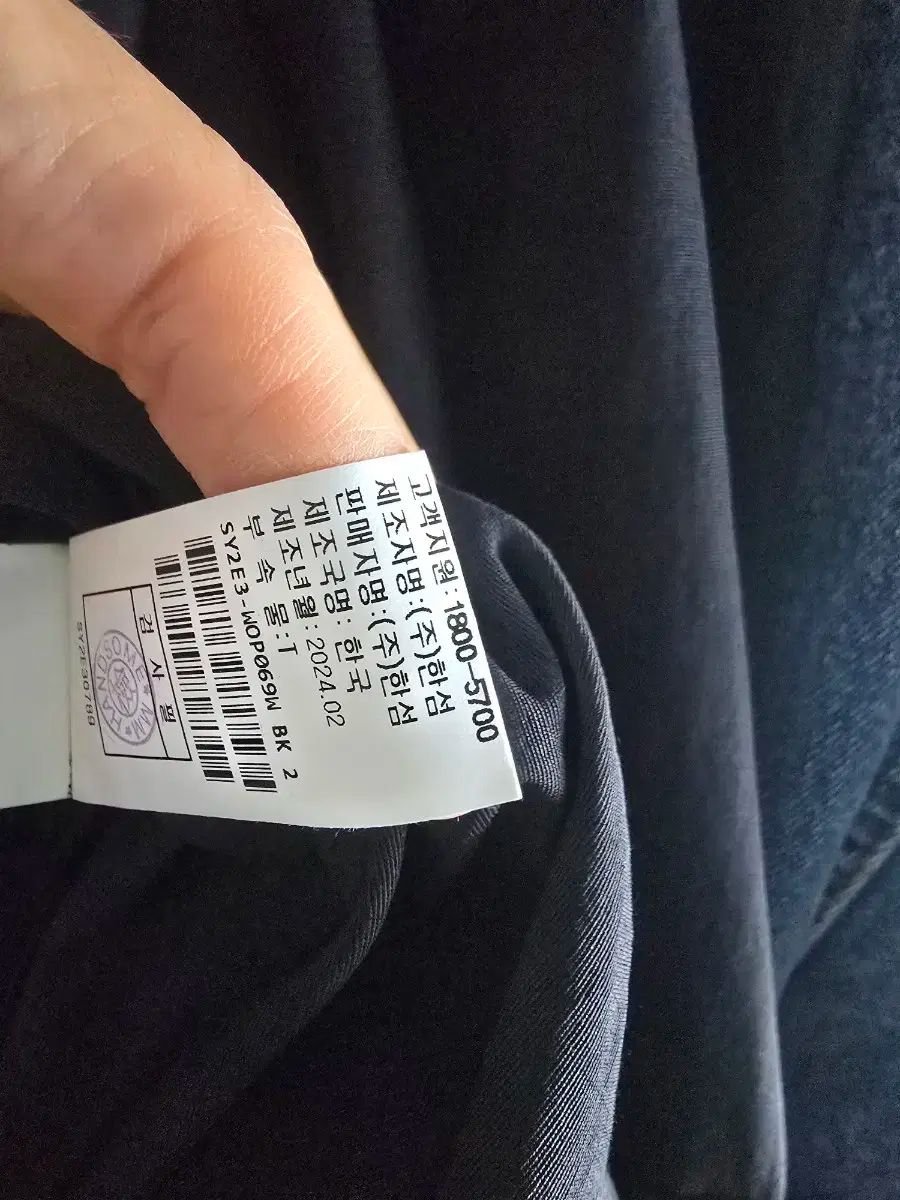 고객지원:1800-5700
제조자명:(주)한섬
판매자명:(주)한섬
제조국명: 한국
제조년월: 2024.02
부 속 물:T
SY2E3-WOP069W BK 2
검 사 필
HANDSOME
SY2E30789